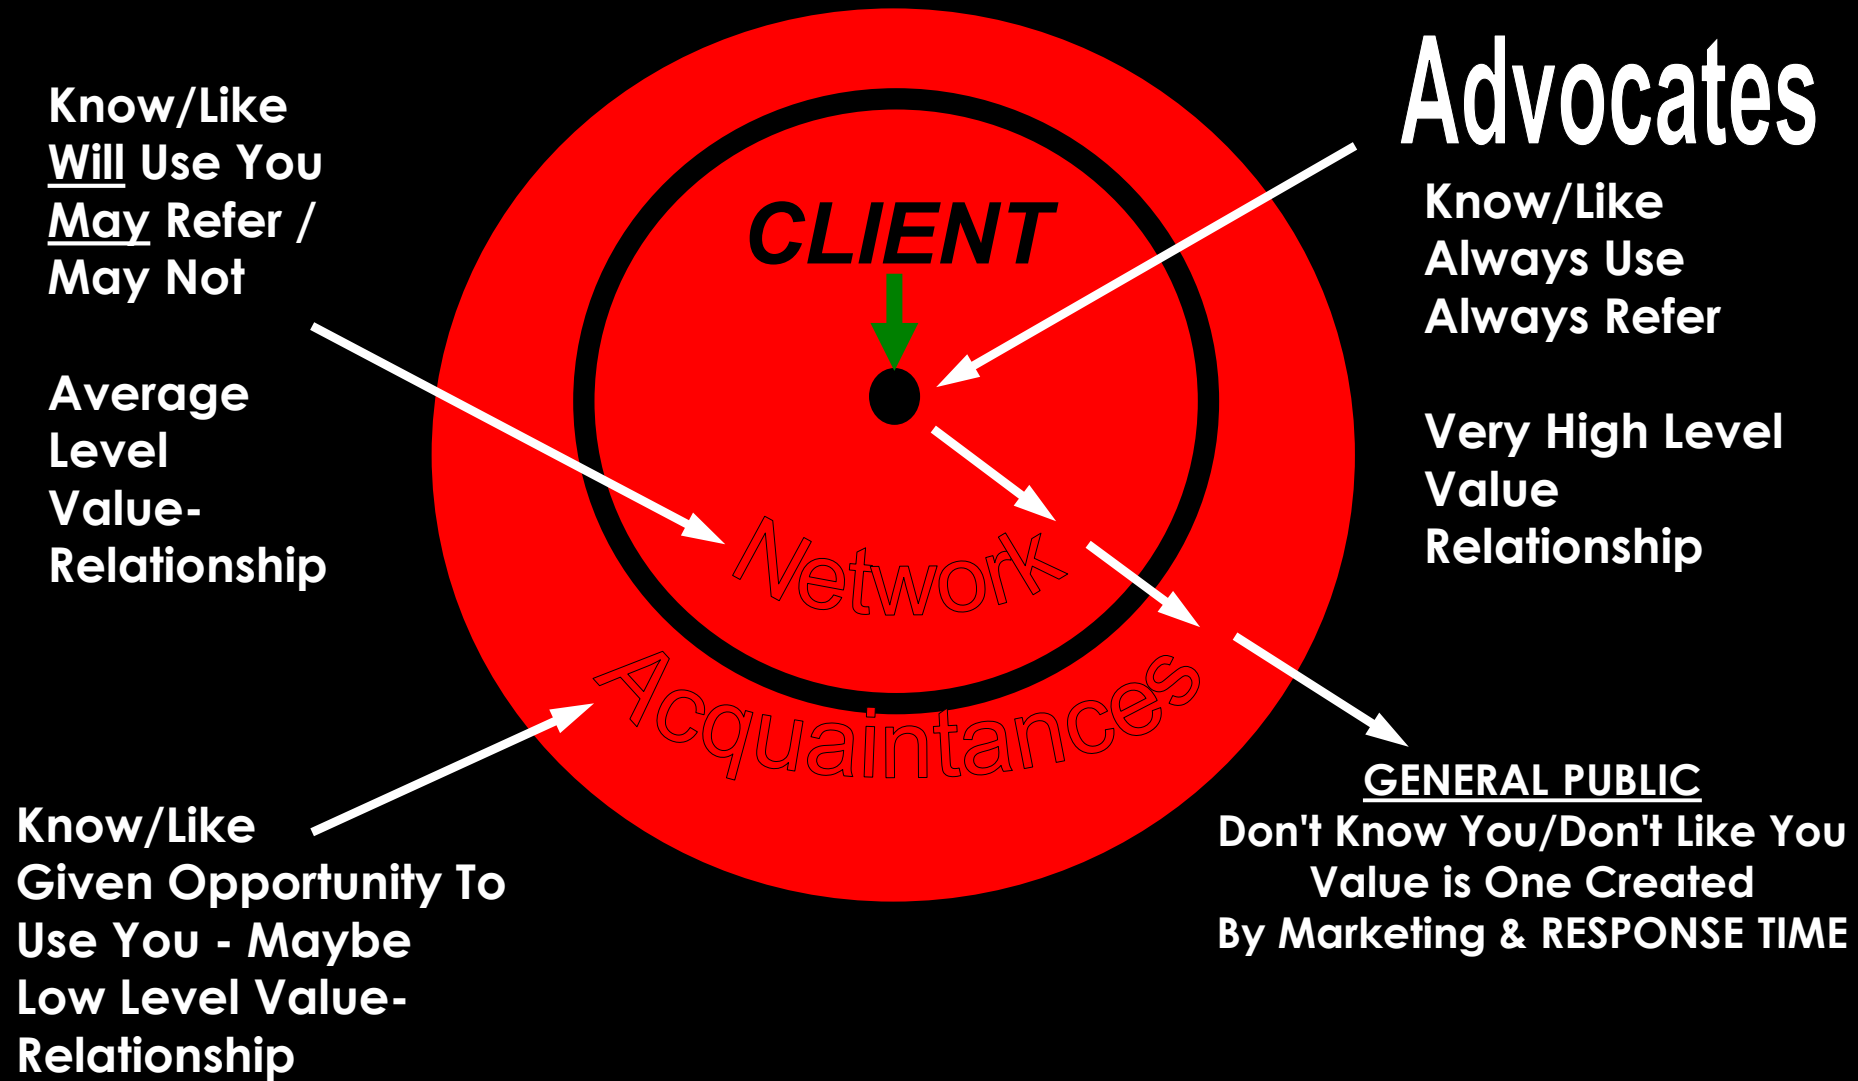 Advocates
Know/Like
Always Use
Always Refer
Very High Level
Value
Relationship
Know/Like
Will Use You
May Refer /
May Not
Average
Level
Value-
Relationship
CLIENT
Network
Acquaintances
Know/Like
Given Opportunity To
Use You - Maybe
Low Level Value-
Relationship
GENERAL PUBLIC
Don't Know You/Don't Like You
Value is One Created
By Marketing & RESPONSE TIME